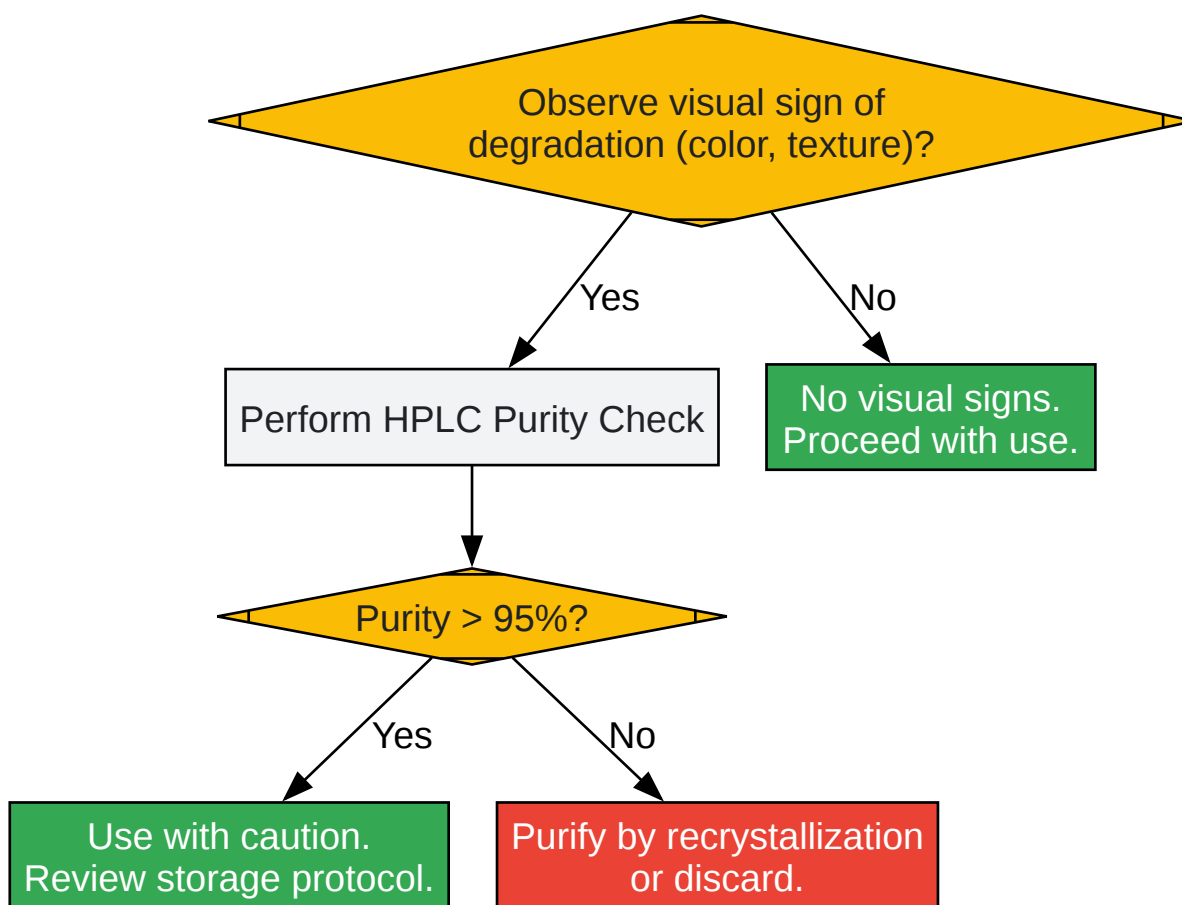 Observe visual sign of
degradation (color, texture)?
Yes
No
Perform HPLC Purity Check
No visual signs.
Proceed with use.
Purity > 95%?
Yes
No
Use with caution.
Review storage protocol.
Purify by recrystallization
or discard.